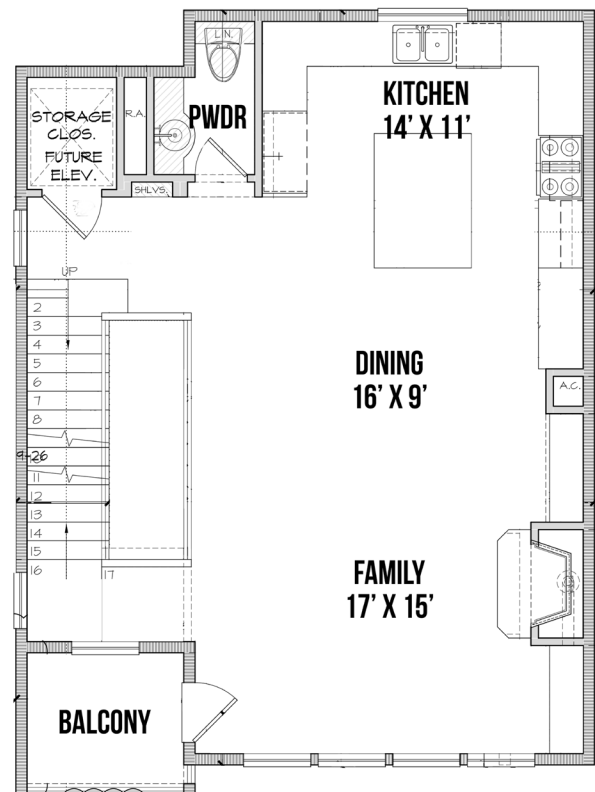 L.I.N.
KITCHEN
14' X 11'
STORAGE
CLOS.
FUTURE
ELEV.
R.A.
PWDR
SHLVS.
UP
2
3
4
5
6
7
8
9-26
11
12
13
14
15
16
17
DINING
16' X 9'
A.C.
FAMILY
17' X 15'
BALCONY